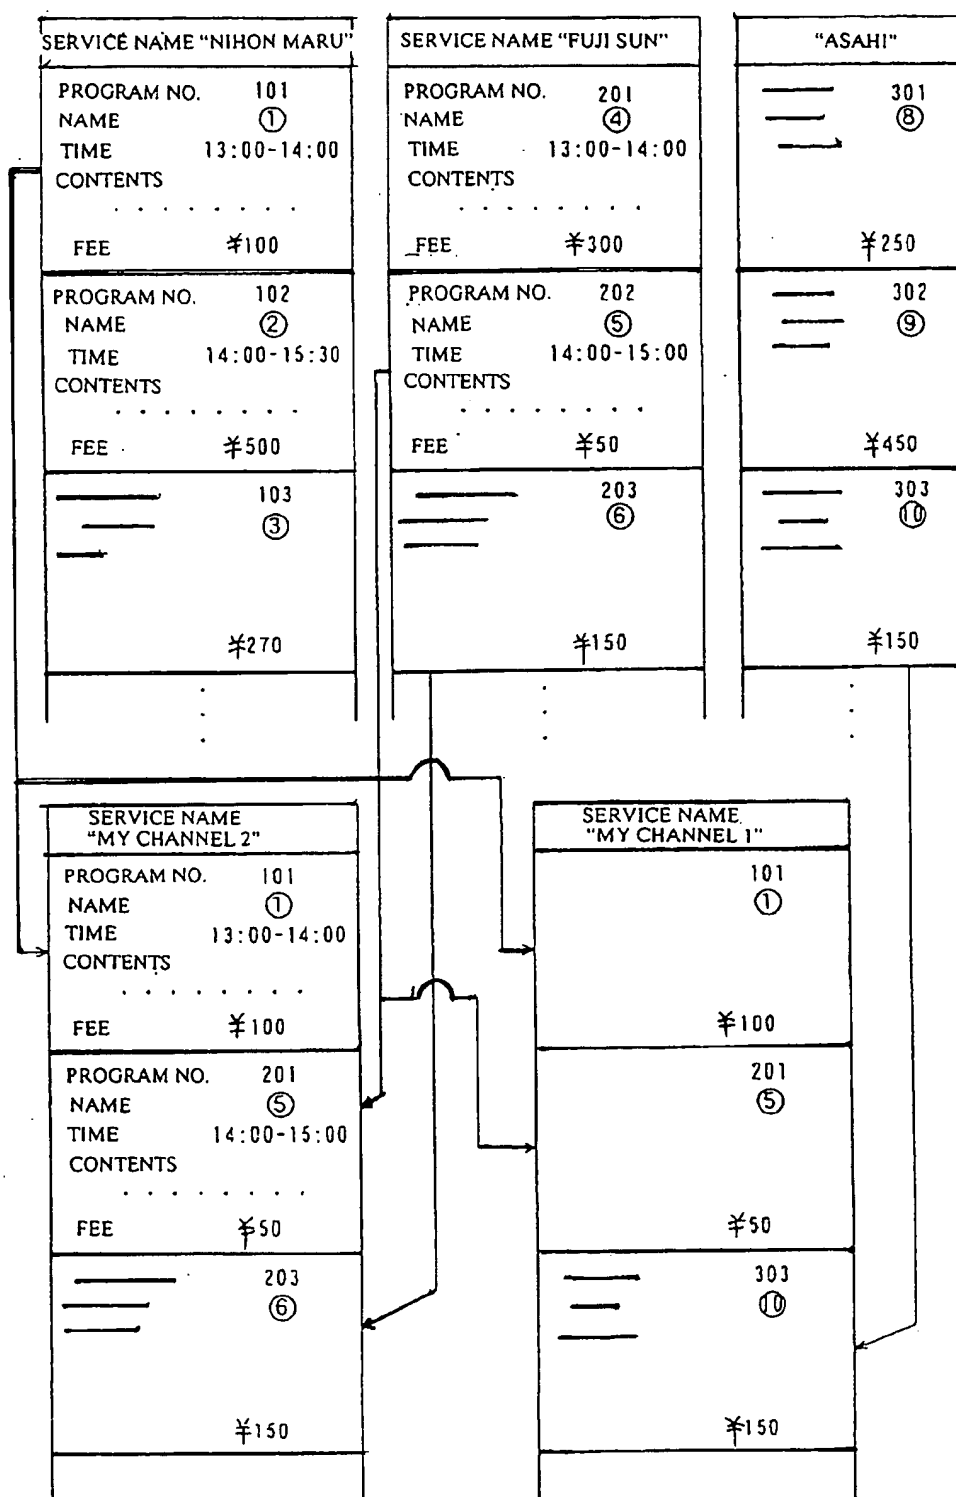 SERVICE NAME "NIHON MARU"
PROGRAM NO. 101
NAME ①
TIME 13:00-14:00
CONTENTS
. . . . . . . .
FEE ¥100
PROGRAM NO. 102
NAME ②
TIME 14:00-15:30
CONTENTS
. . . . . . . .
FEE ¥500
103
③
¥270
SERVICE NAME "FUJI SUN"
PROGRAM NO. 201
NAME ④
TIME 13:00-14:00
CONTENTS
. . . . . . . .
FEE ¥300
PROGRAM NO. 202
NAME ⑤
TIME 14:00-15:00
CONTENTS
. . . . . . . .
FEE ¥50
203
⑥
¥150
"ASAHI"
301
⑧
¥250
302
⑨
¥450
303
⑩
¥150
SERVICE NAME
"MY CHANNEL 2"
PROGRAM NO. 101
NAME ①
TIME 13:00-14:00
CONTENTS
. . . . . . . .
FEE ¥100
PROGRAM NO. 201
NAME ⑤
TIME 14:00-15:00
CONTENTS
. . . . . . . .
FEE ¥50
203
⑥
¥150
SERVICE NAME
"MY CHANNEL 1"
101
①
¥100
201
⑤
¥50
303
⑩
¥150